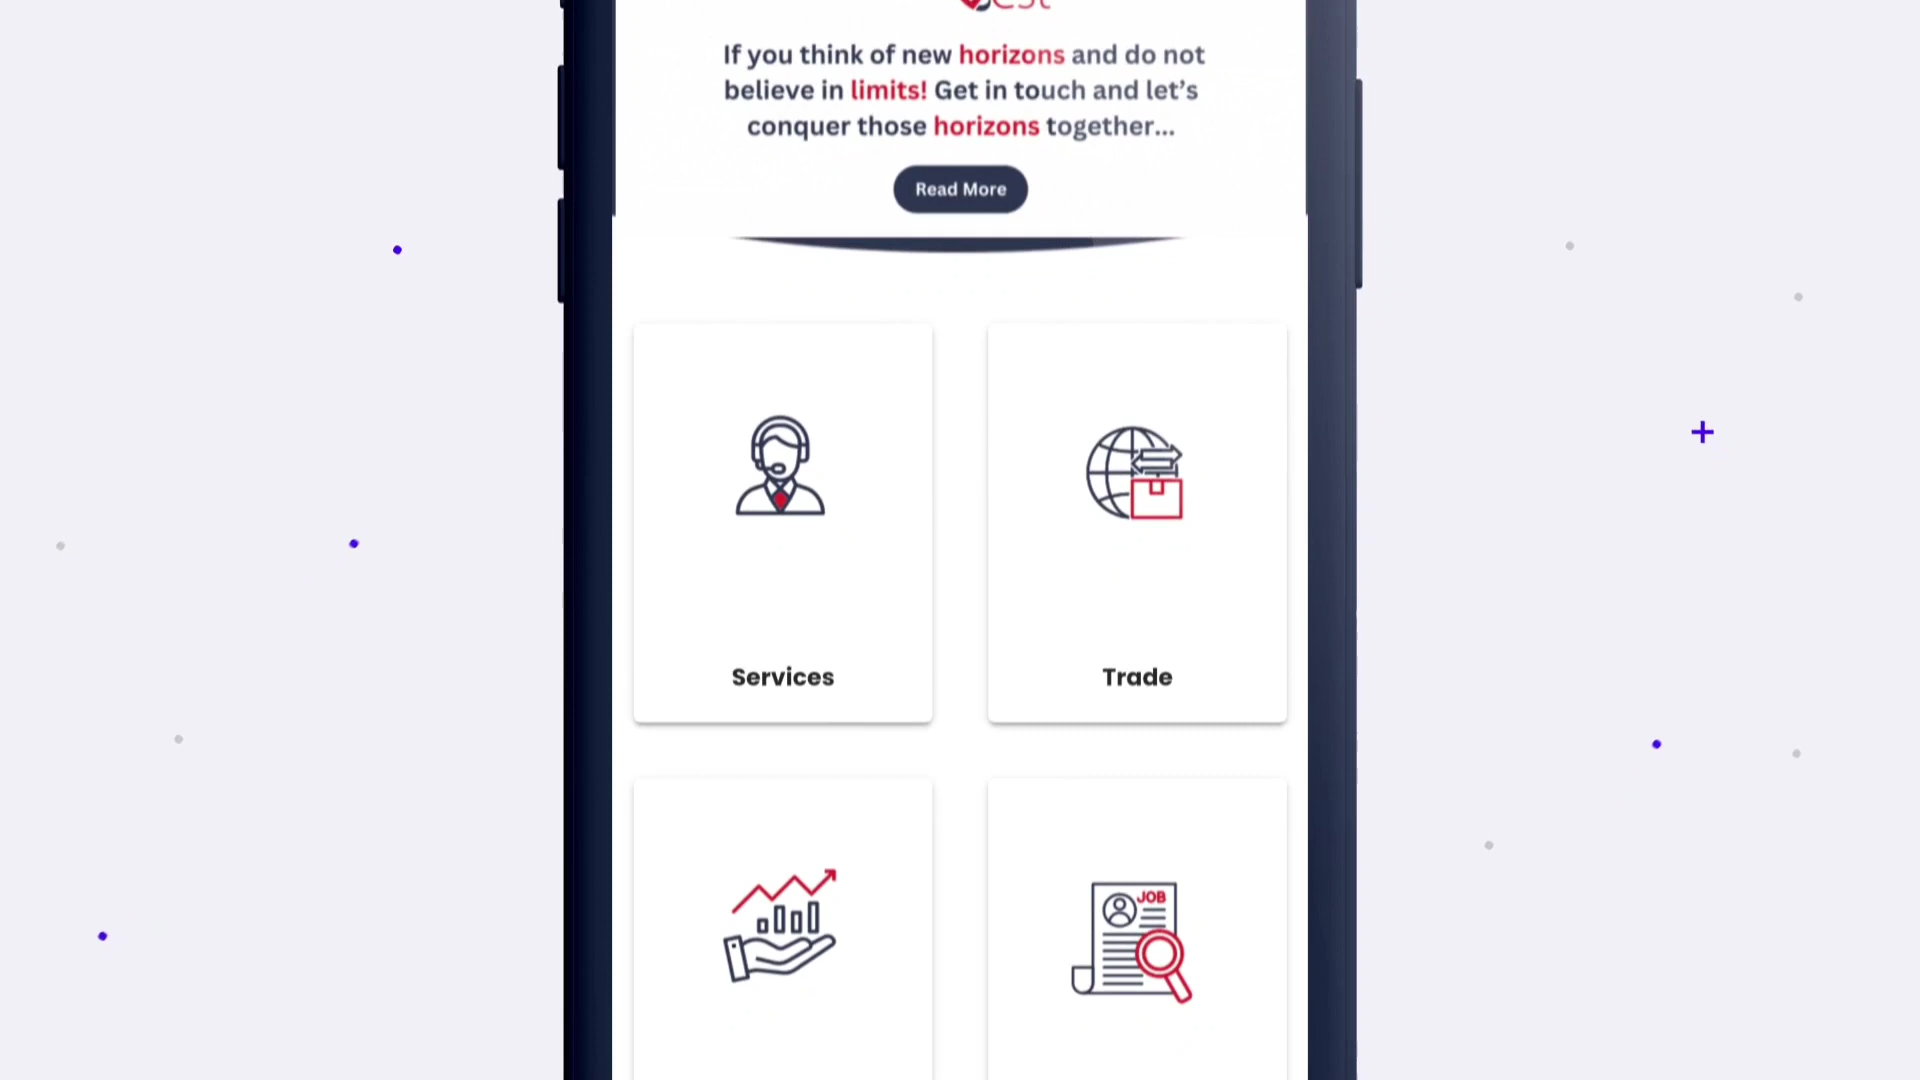 If you think of new horizons and do not
believe in limits! Get in touch and let’s
conquer those horizons together...
Read More
Services
Trade
JOB